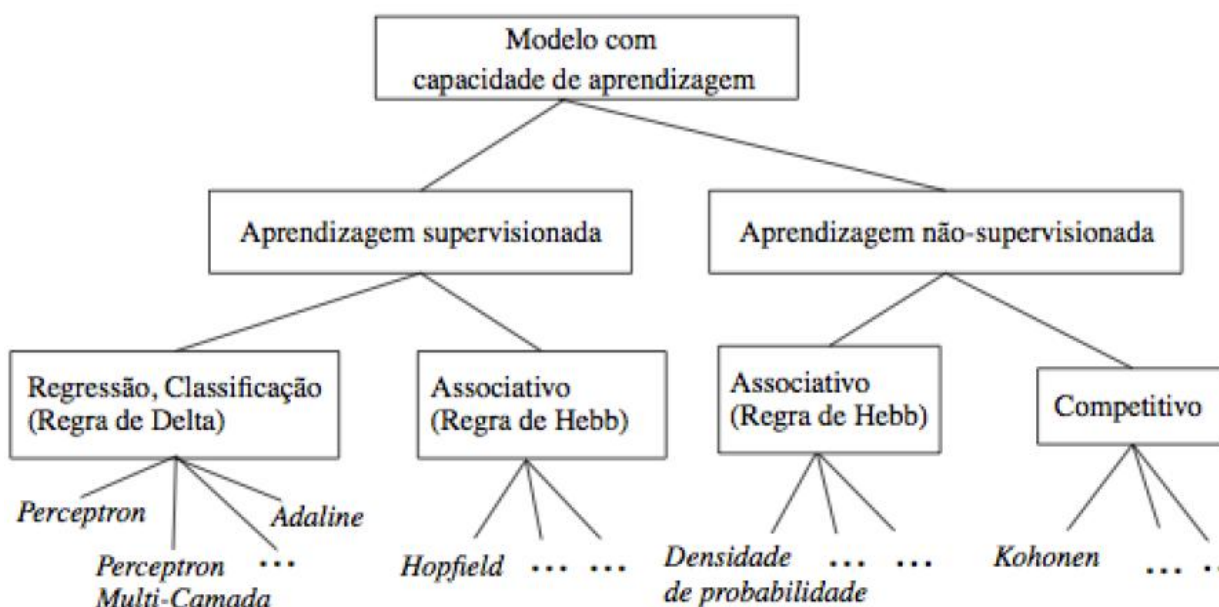 Modelo com
capacidade de aprendizagem
Aprendizagem supervisionada
Aprendizagem não-supervisionada
Regressão, Classificação
(Regra de Delta)
Associativo
(Regra de Hebb)
Associativo
(Regra de Hebb)
Competitivo
Perceptron
Adaline
Perceptron
Multi-Camada
...
Hopfield ... ...
Densidade
de probabilidade
... ...
Kohonen ... ...